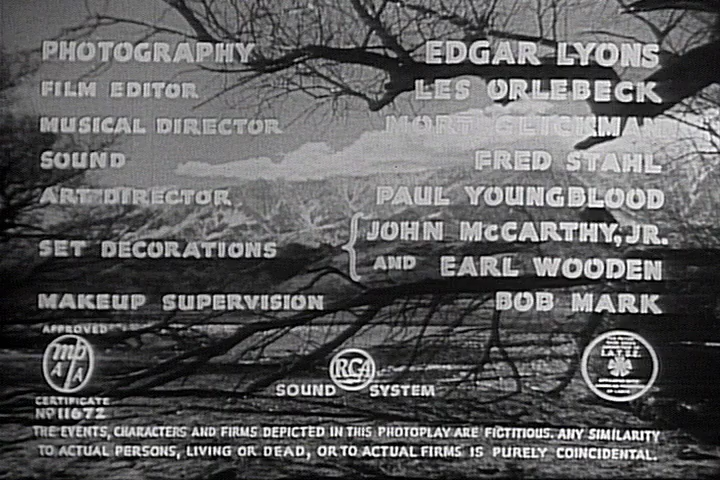 PHOTOGRAPHY EDGAR LYONS
FILM EDITOR LES ORLEBECK
MUSICAL DIRECTOR MORT GLICKMAN
SOUND FRED STAHL
ART DIRECTOR PAUL YOUNGBLOOD
SET DECORATIONS JOHN McCARTHY, JR.
AND EARL WOODEN
MAKEUP SUPERVISION BOB MARK
APPROVED
MPAA
CERTIFICATE
NO 11672
RCA
SOUND SYSTEM
I.A.T.S.E.
THE EVENTS, CHARACTERS AND FIRMS DEPICTED IN THIS PHOTOPLAY ARE FICTITIOUS. ANY SIMILARITY
TO ACTUAL PERSONS, LIVING OR DEAD, OR TO ACTUAL FIRMS IS PURELY COINCIDENTAL.